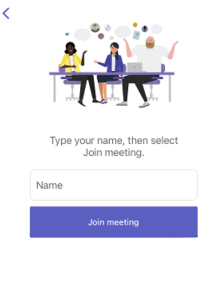 Type your name, then select
Join meeting.
Name
Join meeting